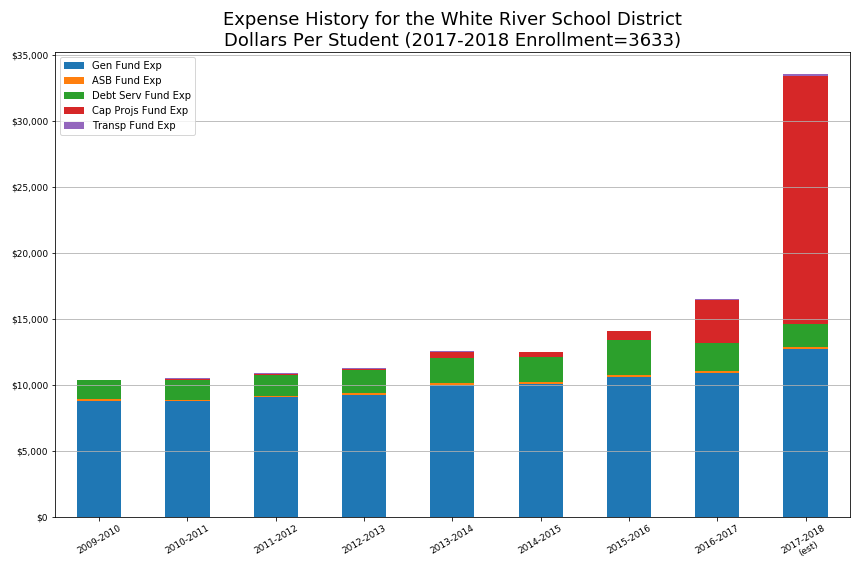 Expense History for the White River School District
Dollars Per Student (2017-2018 Enrollment=3633)
$35,000
$30,000
$25,000
$20,000
$15,000
$10,000
$5,000
$0
Gen Fund Exp
ASB Fund Exp
Debt Serv Fund Exp
Cap Projs Fund Exp
Transp Fund Exp
2009-2010
2010-2011
2011-2012
2012-2013
2013-2014
2014-2015
2015-2016
2016-2017
2017-2018
(est)